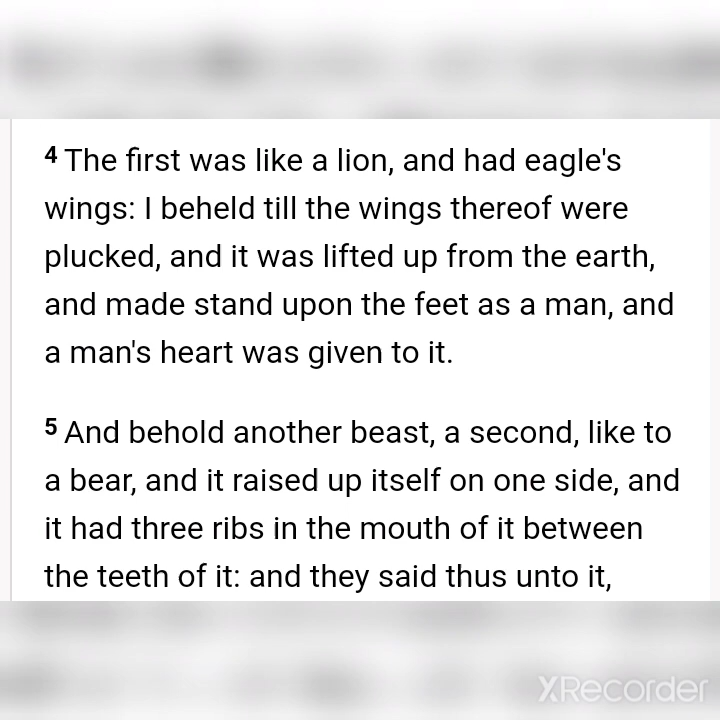 4 The first was like a lion, and had eagle's
wings: I beheld till the wings thereof were
plucked, and it was lifted up from the earth,
and made stand upon the feet as a man, and
a man's heart was given to it.
5 And behold another beast, a second, like to
a bear, and it raised up itself on one side, and
it had three ribs in the mouth of it between
the teeth of it: and they said thus unto it,
XRecorder